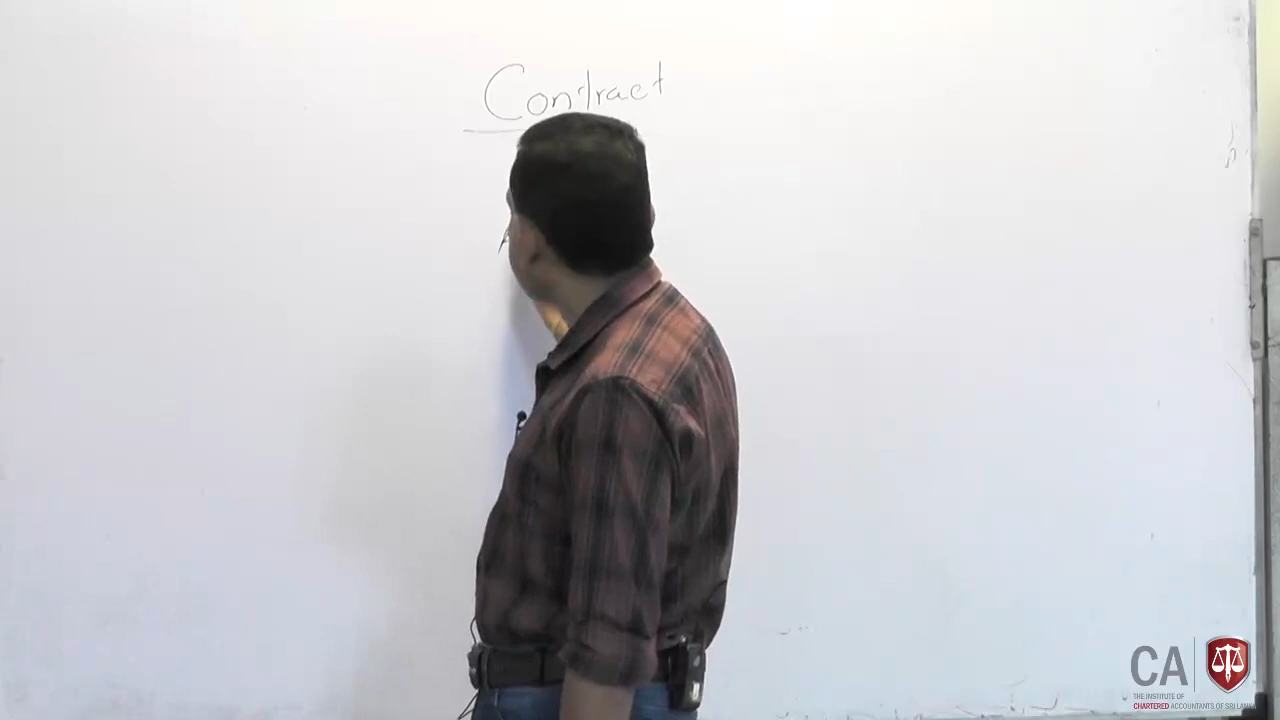 Contract
CA
THE INSTITUTE OF
CHARTERED ACCOUNTANTS OF SRI LANKA